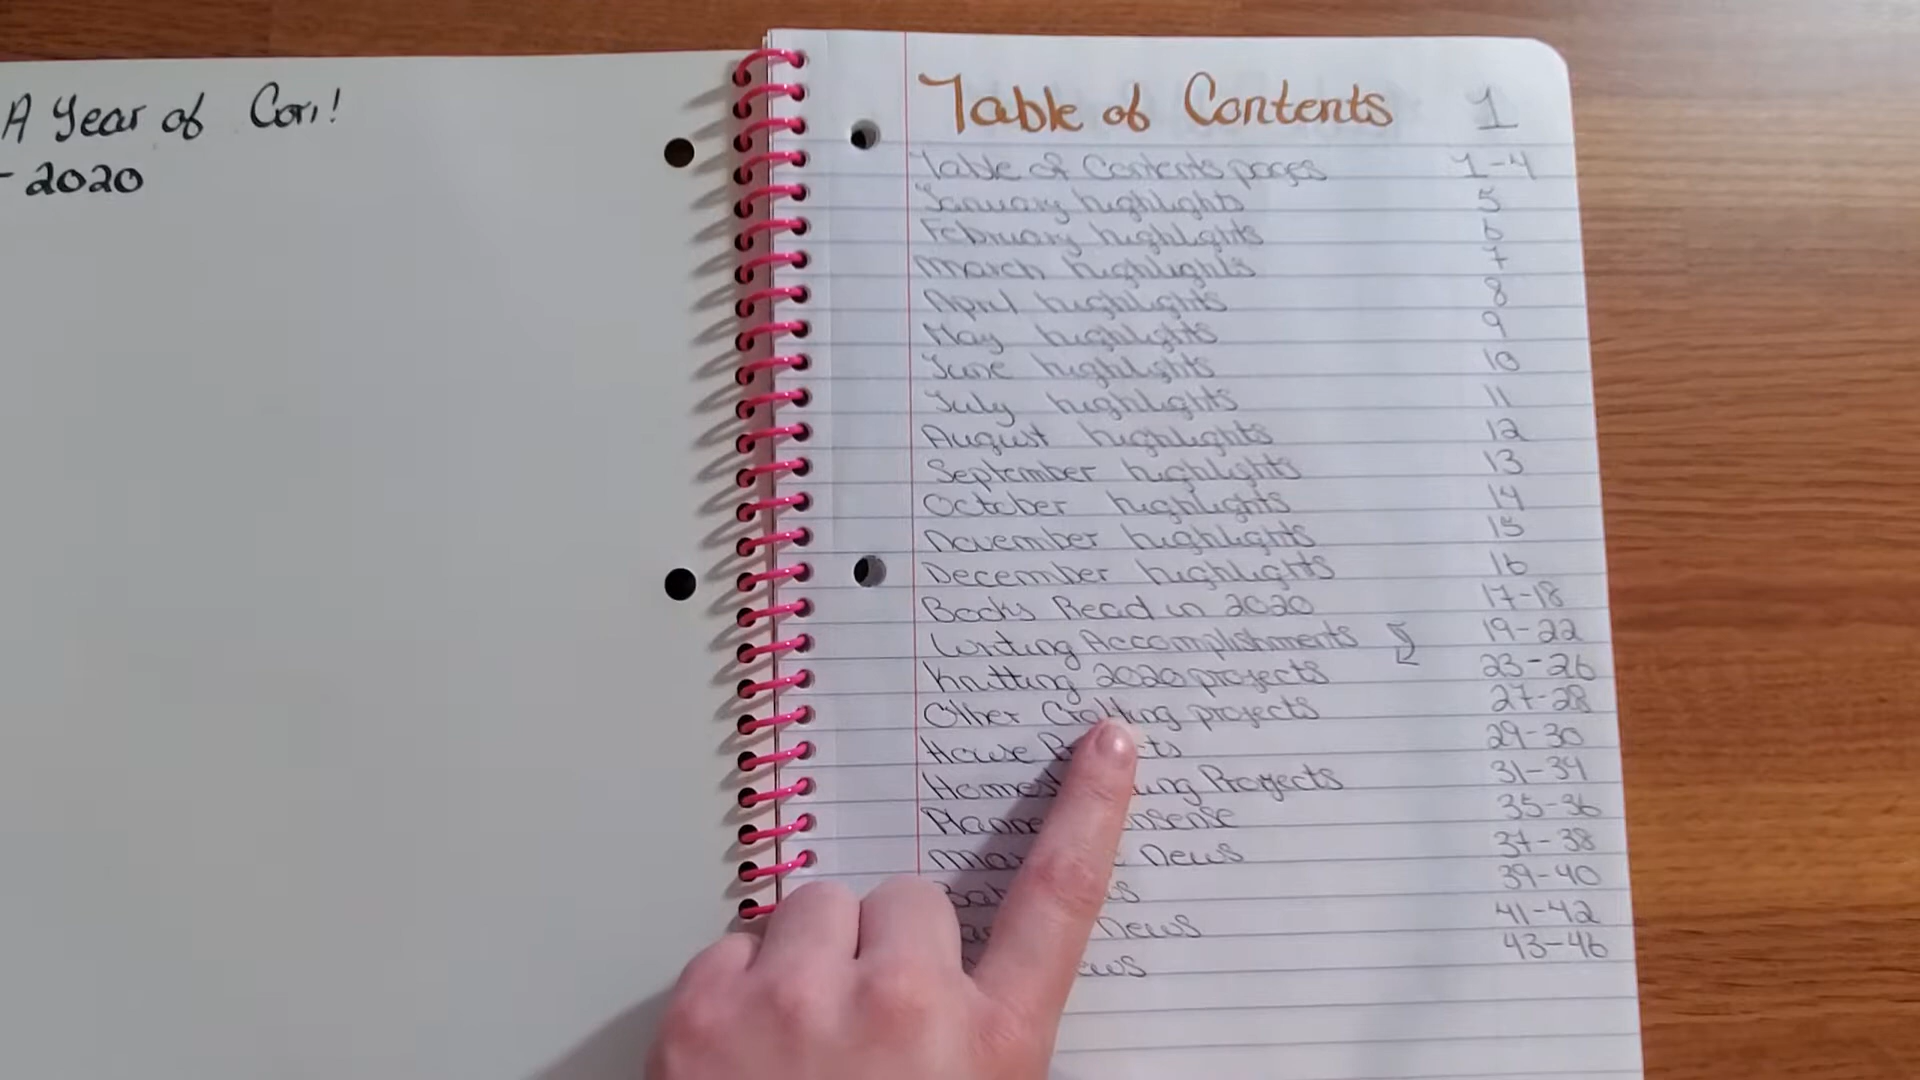 A Year of Cori!
- 2020
Table of Contents 1
Table of Contents pages 1-4
January highlights 5
February highlights 6
March highlights 7
April highlights 8
May highlights 9
June highlights 10
July highlights 11
August highlights 12
September highlights 13
October highlights 14
November highlights 15
December highlights 16
Books Read in 2020 17-18
Writing Accomplishments 19-22
Knitting 2020 projects 23-26
Other Crafting projects 27-28
House 29-30
Projects 31-34
35-36
News 37-38
39-40
News 41-42
43-46